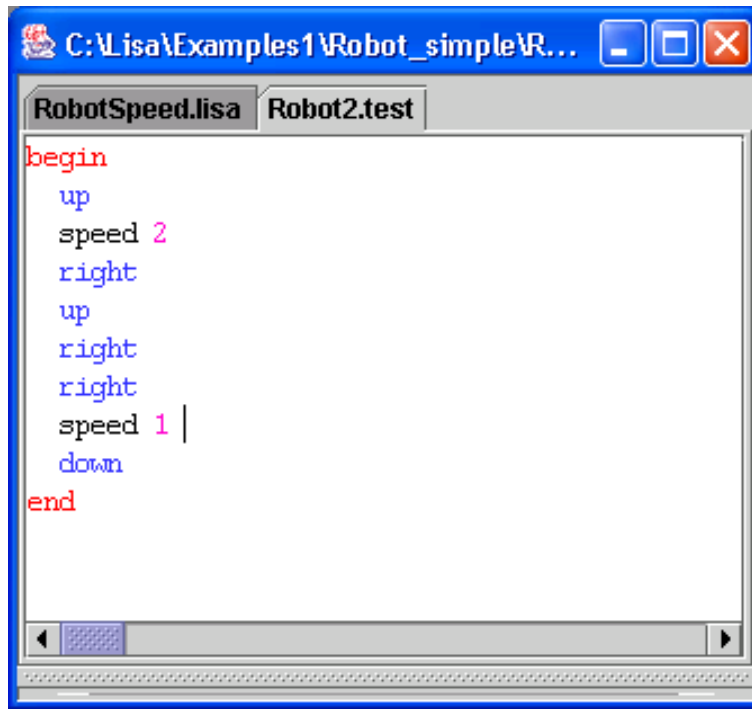 C:\Lisa\Examples1\Robot_simple\R...
RobotSpeed.lisa Robot2.test
begin
up
speed 2
right
up
right
right
speed 1
down
end